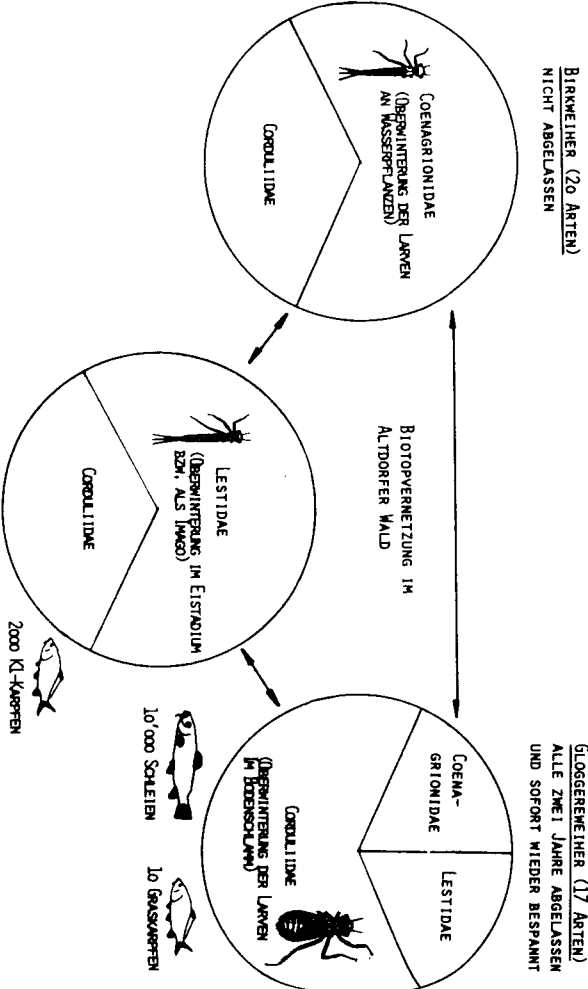 BIRKWEIHER (20 ARTEN)
NICHT ABGELASSEN
GLOGGEREWEIHER (17 ARTEN)
ALLE ZWEI JAHRE ABGELASSEN
UND SOFORT WIEDER BESPANNT
COENAGRIONIDAE
(ÜBERWINTERUNG DER LARVEN
AN WASSERPFLANZEN)
CORDULIIDAE
BIOTOPVERNETZUNG IM
ALTDORFER WALD
COENA-
GRIONIDAE
LESTIDAE
CORDULIIDAE
(ÜBERWINTERUNG DER LARVEN
IM BODENSCHLAMM)
LESTIDAE
(ÜBERWINTERUNG IM EISTADIUM
BZW. ALS IMAGO)
CORDULIIDAE
10'000 SCHLEIEN
10 GRASKARPFEN
2000 K1-KARPFEN